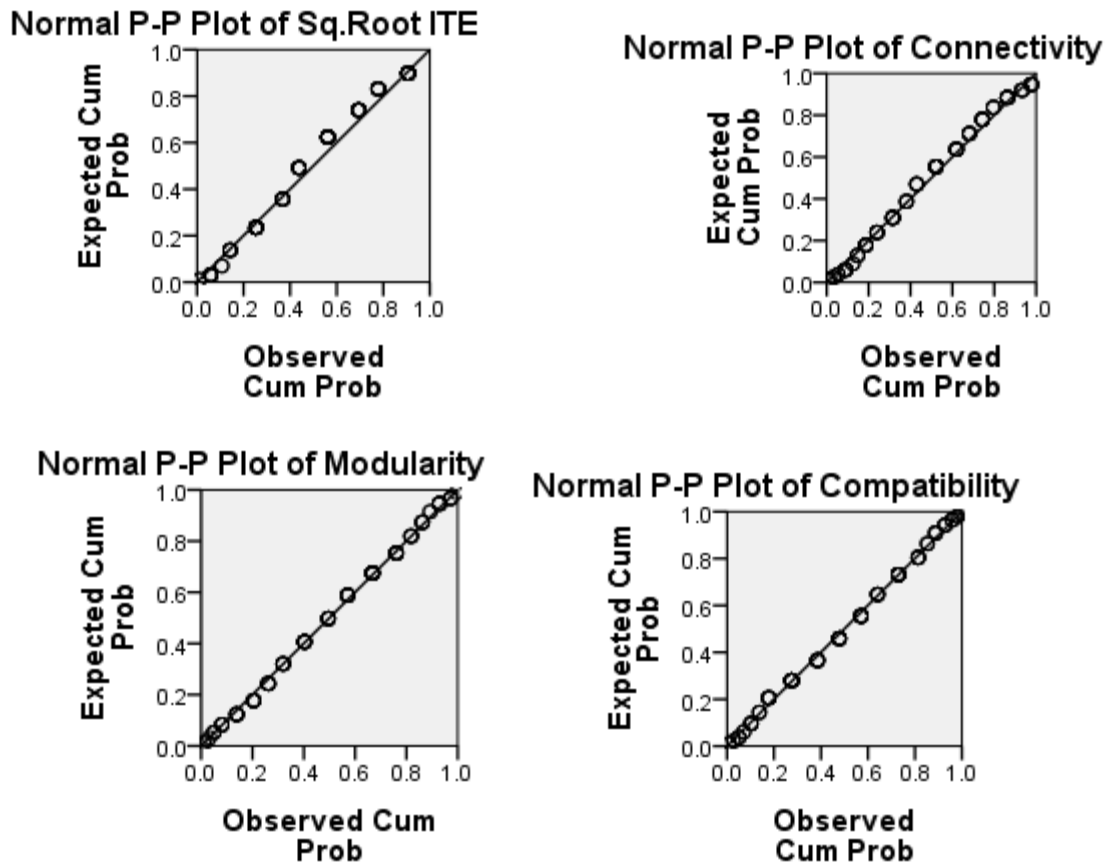 Normal P-P Plot of Sq.Root ITE
Expected Cum
Prob
1.0
0.8
0.6
0.4
0.2
0.0
0.0 0.2 0.4 0.6 0.8 1.0
Observed
Cum Prob
Normal P-P Plot of Connectivity
Expected
Cum Prob
1.0
0.8
0.6
0.4
0.2
0.0
0.0 0.2 0.4 0.6 0.8 1.0
Observed
Cum Prob
Normal P-P Plot of Modularity
Expected Cum
Prob
1.0
0.8
0.6
0.4
0.2
0.0
0.0 0.2 0.4 0.6 0.8 1.0
Observed Cum
Prob
Normal P-P Plot of Compatibility
Expected Cum
Prob
1.0
0.8
0.6
0.4
0.2
0.0
0.0 0.2 0.4 0.6 0.8 1.0
Observed
Cum Prob